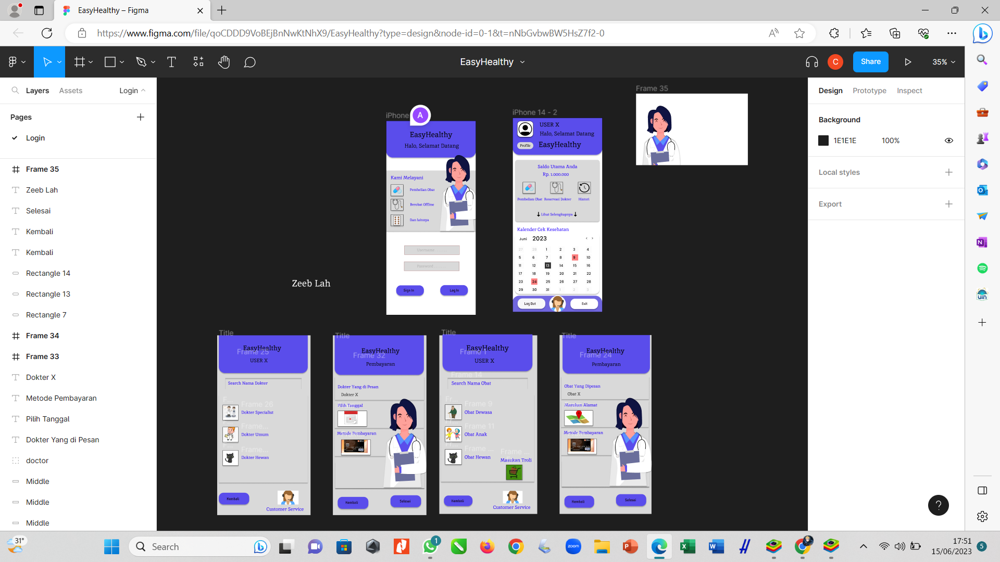 EasyHealthy – Figma
https://www.figma.com/file/qoCDDD9VoBEjBnNwKtNhX9/EasyHealthy?type=design&node-id=0-1&t=nNbGvbwBW5HsZ7f2-0
EasyHealthy
C
Share
35%
Layers
Assets
Login
Pages
Login
Frame 35
Zeeb Lah
Selesai
Kembali
Kembali
Rectangle 14
Rectangle 13
Rectangle 7
Frame 34
Frame 33
Dokter X
Metode Pembayaran
Pilih Tanggal
Dokter Yang di Pesan
doctor
Middle
Middle
Middle
Zeeb Lah
iPhone
A
EasyHealthy
Halo, Selamat Datang
Kami Melayani
Pembelian Obat
Berobat Offline
Dan lainnya
Username
Password
Sign In
Log In
iPhone 14 - 2
USER X
Halo, Selamat Datang
Profile
EasyHealthy
Saldo Utama Anda
Rp. 1.000.000
Pembelian Obat
Reservasi Dokter
Histori
Lihat Selengkapnya
Kalender Cek Kesehatan
Juni 2023
27 28 1 2 3 4
5 6 7 8 9 10
11 12 13 14 15 16
17 18 19 20 21 22
23 24 25 26 27 28
29 30 31 1 2 3
Log Out
Exit
Frame 35
Title
EasyHealthy
Frame 25
USER X
Search Nama Dokter
F...
Frame 26
Dokter Specialist
Frame...
Dokter Umum
Frame...
Dokter Hewan
Kembali
Customer Service
Title
EasyHealthy
Frame 32
Pembayaran
Dokter Yang di Pesan
Dokter X
Pilih Tanggal
Metode Pembayaran
Kembali
Selesai
Title
EasyHealthy
Frame 1
USER X
Frame 14
Search Nama Obat
Fr...
Frame 9
Obat Dewasa
Frame 11
Obat Anak
Frame ...
Obat Hewan
Frame ...
Masukan Troli
Kembali
Customer Service
Title
EasyHealthy
Frame 24
Pembayaran
Obat Yang Dipesan
Obat X
Masukan Alamat
Metode Pembayaran
Kembali
Selesai
Design
Prototype
Inspect
Background
1E1E1E
100%
Local styles
Export
?
31°
Search
1
zoom
17:51
15/06/2023
5